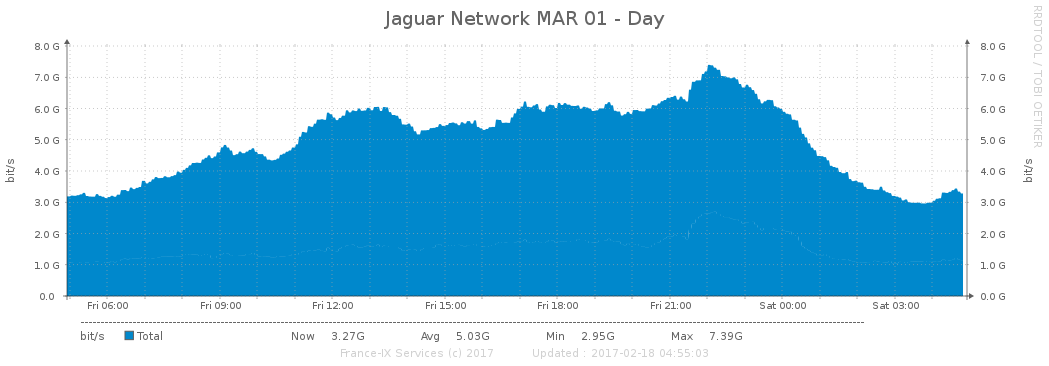 Jaguar Network MAR 01 - Day
RRDTOOL / TOBI OETIKER
bit/s
bit/s
8.0 G 8.0 G
7.0 G 7.0 G
6.0 G 6.0 G
5.0 G 5.0 G
4.0 G 4.0 G
3.0 G 3.0 G
2.0 G 2.0 G
1.0 G 1.0 G
0.0 0.0 G
Fri 06:00 Fri 09:00 Fri 12:00 Fri 15:00 Fri 18:00 Fri 21:00 Sat 00:00 Sat 03:00
bit/s Total Now 3.27G Avg 5.03G Min 2.95G Max 7.39G
France-IX Services (c) 2017 Updated : 2017-02-18 04:55:03